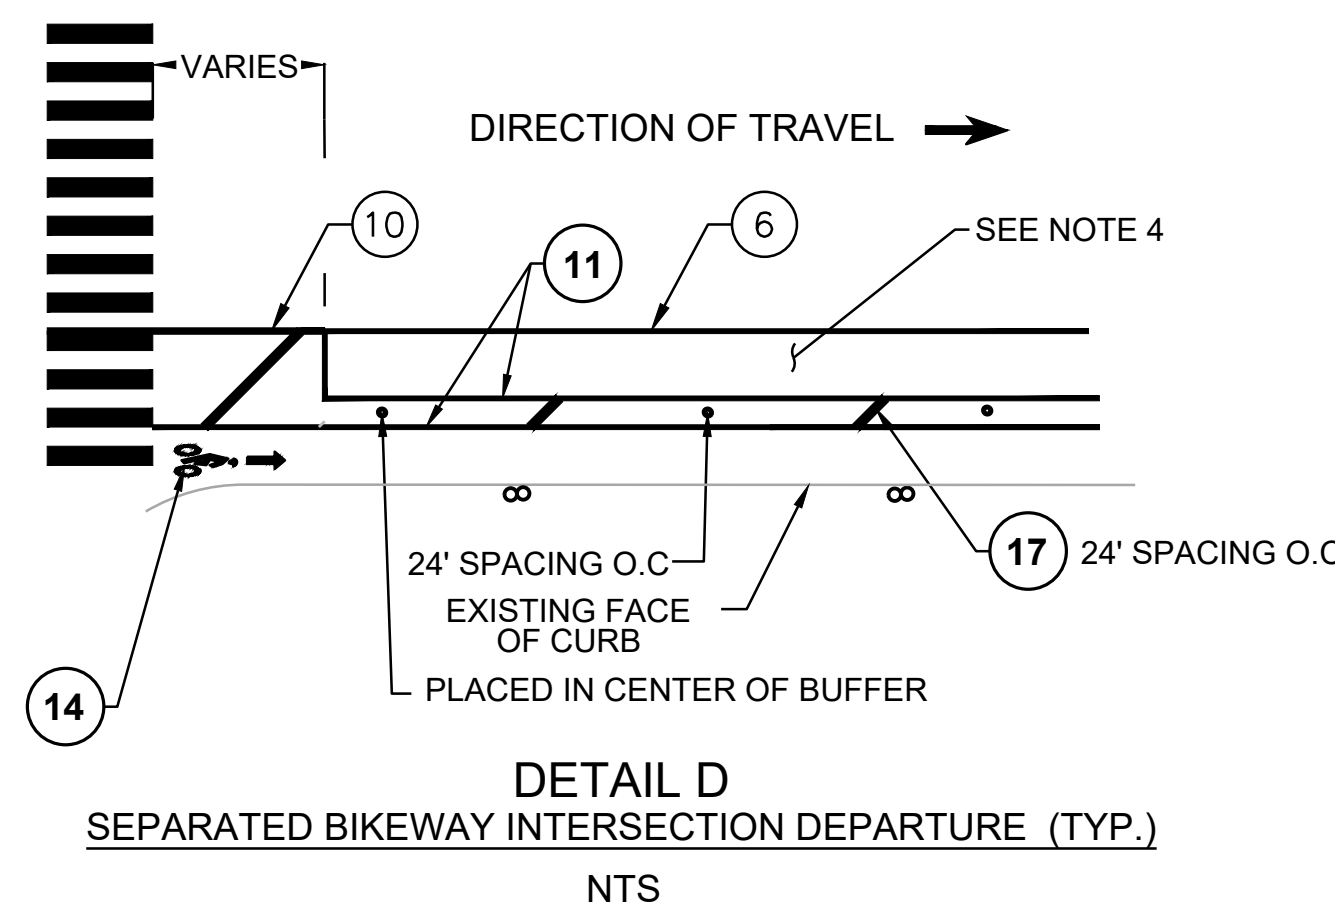 VARIES
DIRECTION OF TRAVEL
10
6
SEE NOTE 4
11
24' SPACING O.C
17 24' SPACING O.C
EXISTING FACE
OF CURB
PLACED IN CENTER OF BUFFER
14
DETAIL D
SEPARATED BIKEWAY INTERSECTION DEPARTURE (TYP.)
NTS